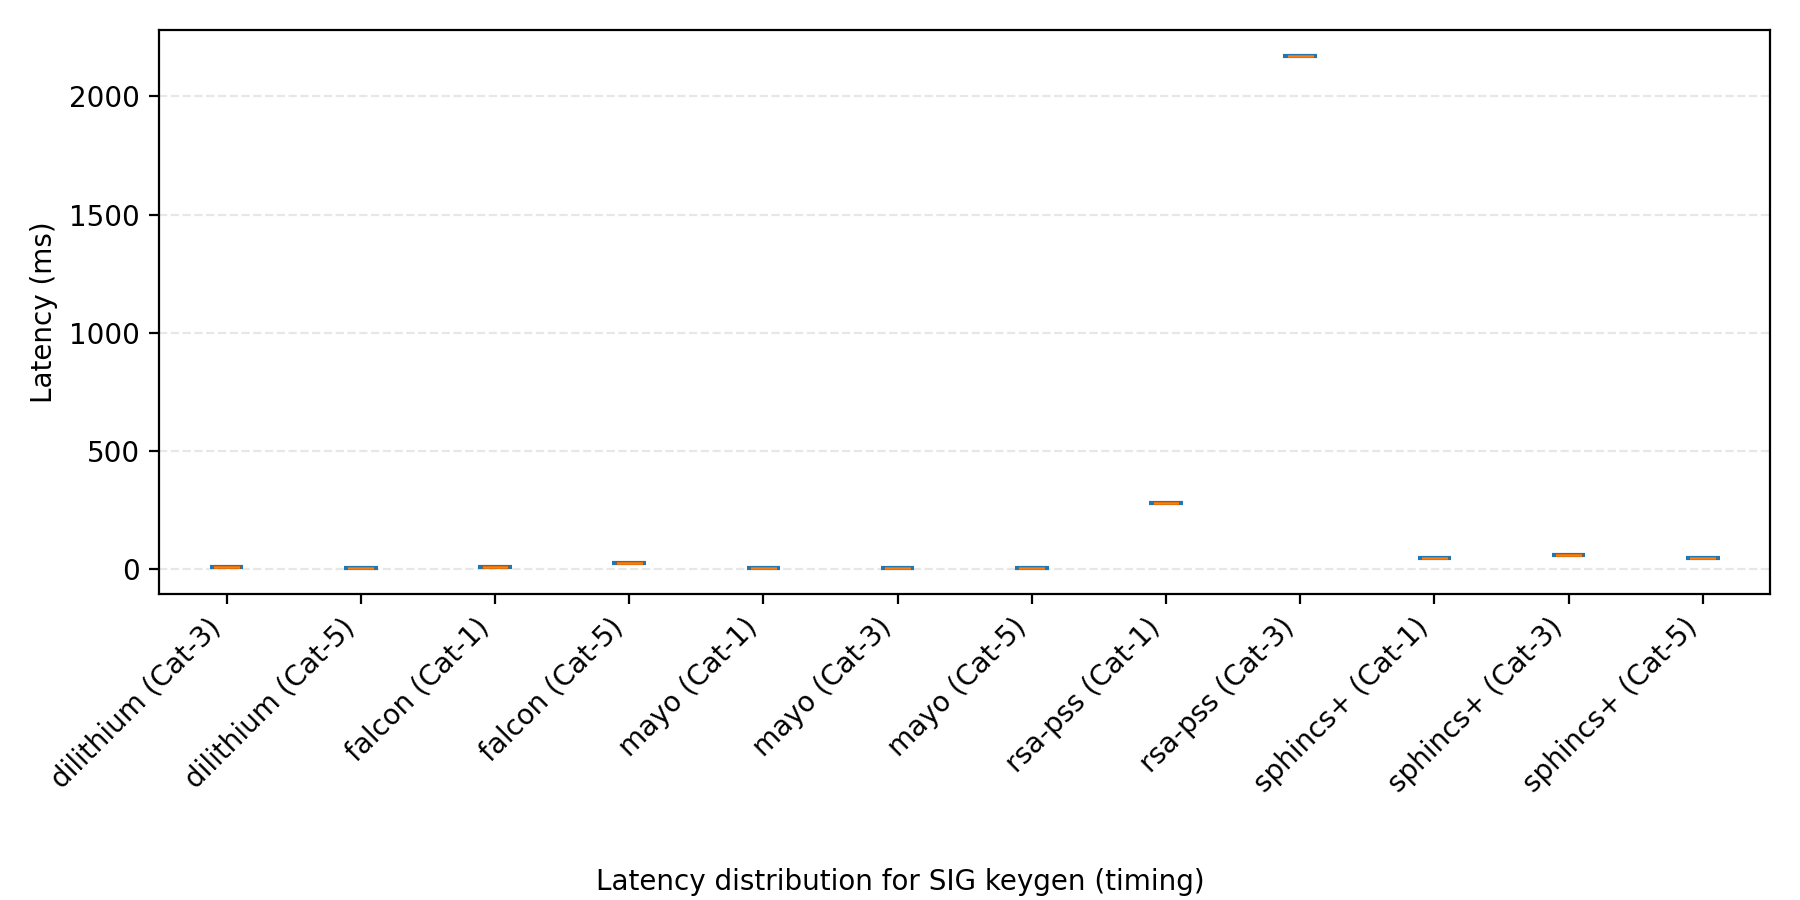 2000
1500
1000
500
0
Latency (ms)
dilithium (Cat-3)
dilithium (Cat-5)
falcon (Cat-1)
falcon (Cat-5)
mayo (Cat-1)
mayo (Cat-3)
mayo (Cat-5)
rsa-pss (Cat-1)
rsa-pss (Cat-3)
sphincs+ (Cat-1)
sphincs+ (Cat-3)
sphincs+ (Cat-5)
Latency distribution for SIG keygen (timing)